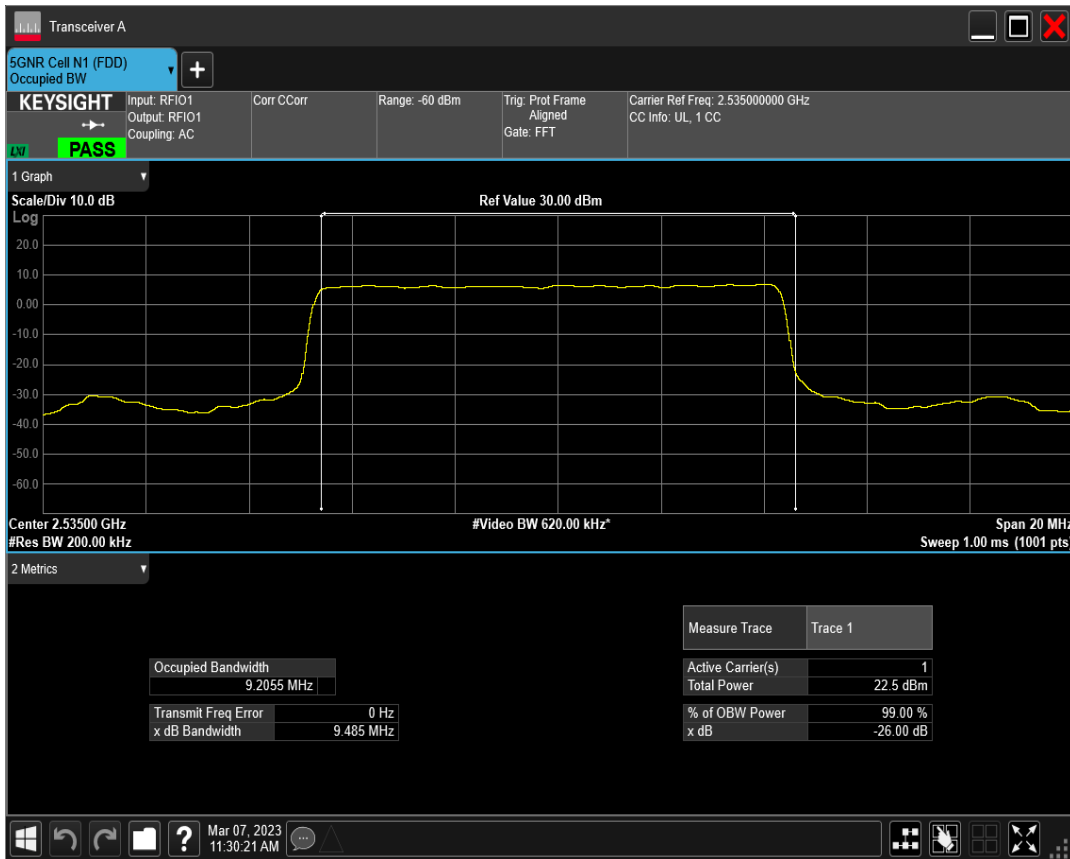 Transceiver A
5GNR Cell N1 (FDD)
Occupied BW
+
KEYSIGHT
LXI
PASS
Input: RFIO1
Output: RFIO1
Coupling: AC
Corr CCorr
Range: -60 dBm
Trig: Prot Frame
Aligned
Gate: FFT
Carrier Ref Freq: 2.535000000 GHz
CC Info: UL, 1 CC
1 Graph
Scale/Div 10.0 dB
Ref Value 30.00 dBm
Log
20.0
10.0
0.00
-10.0
-20.0
-30.0
-40.0
-50.0
-60.0
Center 2.53500 GHz
#Video BW 620.00 kHz*
Span 20 MHz
#Res BW 200.00 kHz
Sweep 1.00 ms (1001 pts)
2 Metrics
Measure Trace Trace 1
Occupied Bandwidth
9.2055 MHz
Transmit Freq Error 0 Hz
x dB Bandwidth 9.485 MHz
Active Carrier(s) 1
Total Power 22.5 dBm
% of OBW Power 99.00 %
x dB -26.00 dB
?
Mar 07, 2023
11:30:21 AM